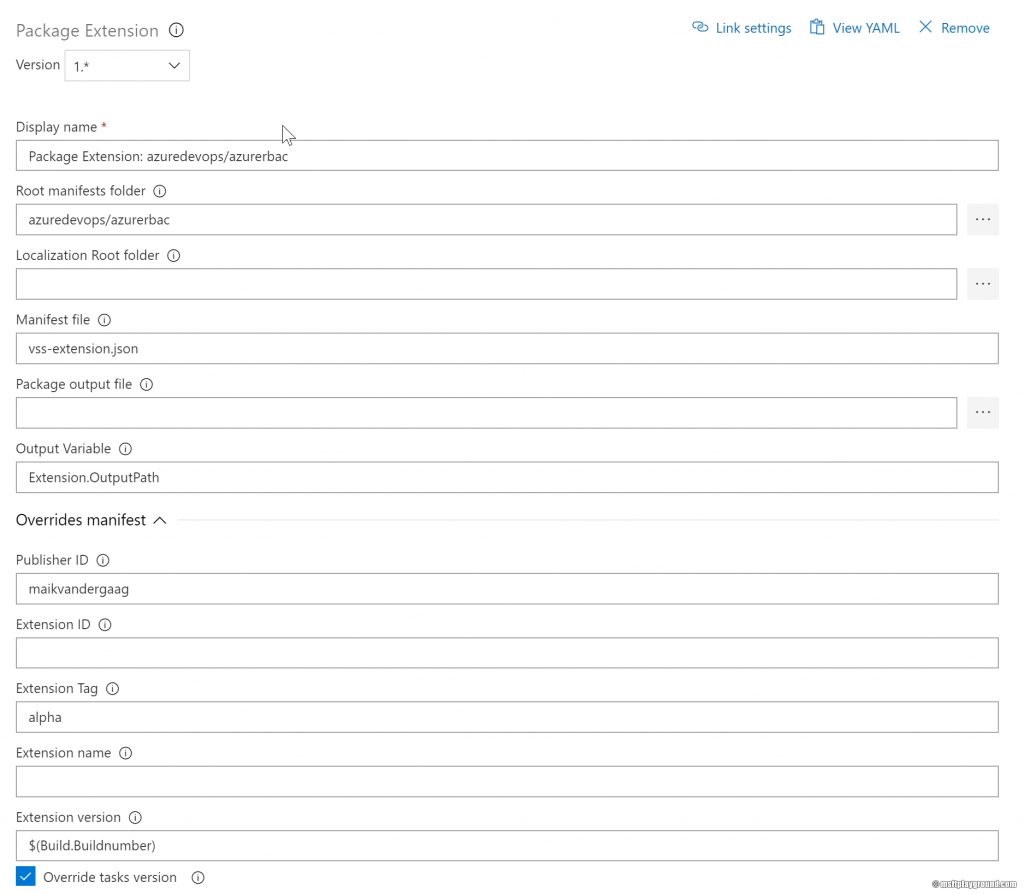 Package Extension
Link settings
View YAML
Remove
Version 1.*
Display name *
Package Extension: azuredevops/azurerbac
Root manifests folder
azuredevops/azurerbac
...
Localization Root folder
...
Manifest file
vss-extension.json
Package output file
...
Output Variable
Extension.OutputPath
Overrides manifest
Publisher ID
maikvandergaag
Extension ID
Extension Tag
alpha
Extension name
Extension version
$(Build.Buildnumber)
Override tasks version
©msftplayground.com